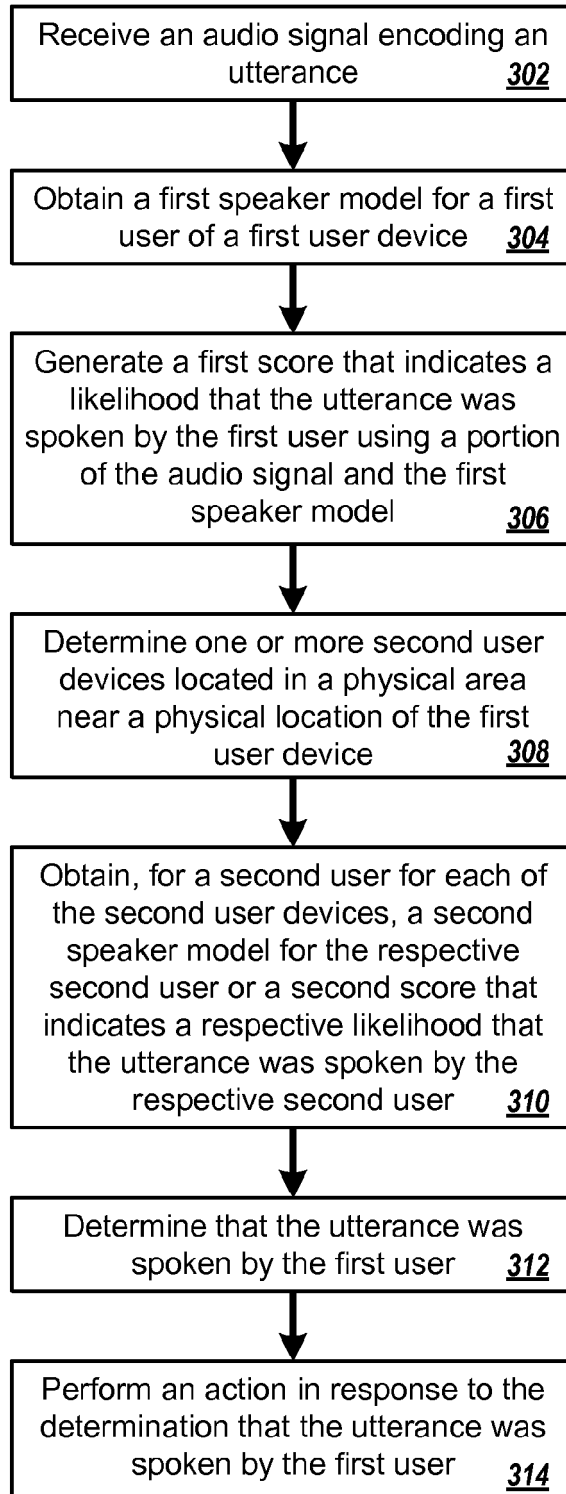 Receive an audio signal encoding an
utterance 302
Obtain a first speaker model for a first
user of a first user device 304
Generate a first score that indicates a
likelihood that the utterance was
spoken by the first user using a portion
of the audio signal and the first
speaker model 306
Determine one or more second user
devices located in a physical area
near a physical location of the first
user device 308
Obtain, for a second user for each of
the second user devices, a second
speaker model for the respective
second user or a second score that
indicates a respective likelihood that
the utterance was spoken by the
respective second user 310
Determine that the utterance was
spoken by the first user 312
Perform an action in response to the
determination that the utterance was
spoken by the first user 314